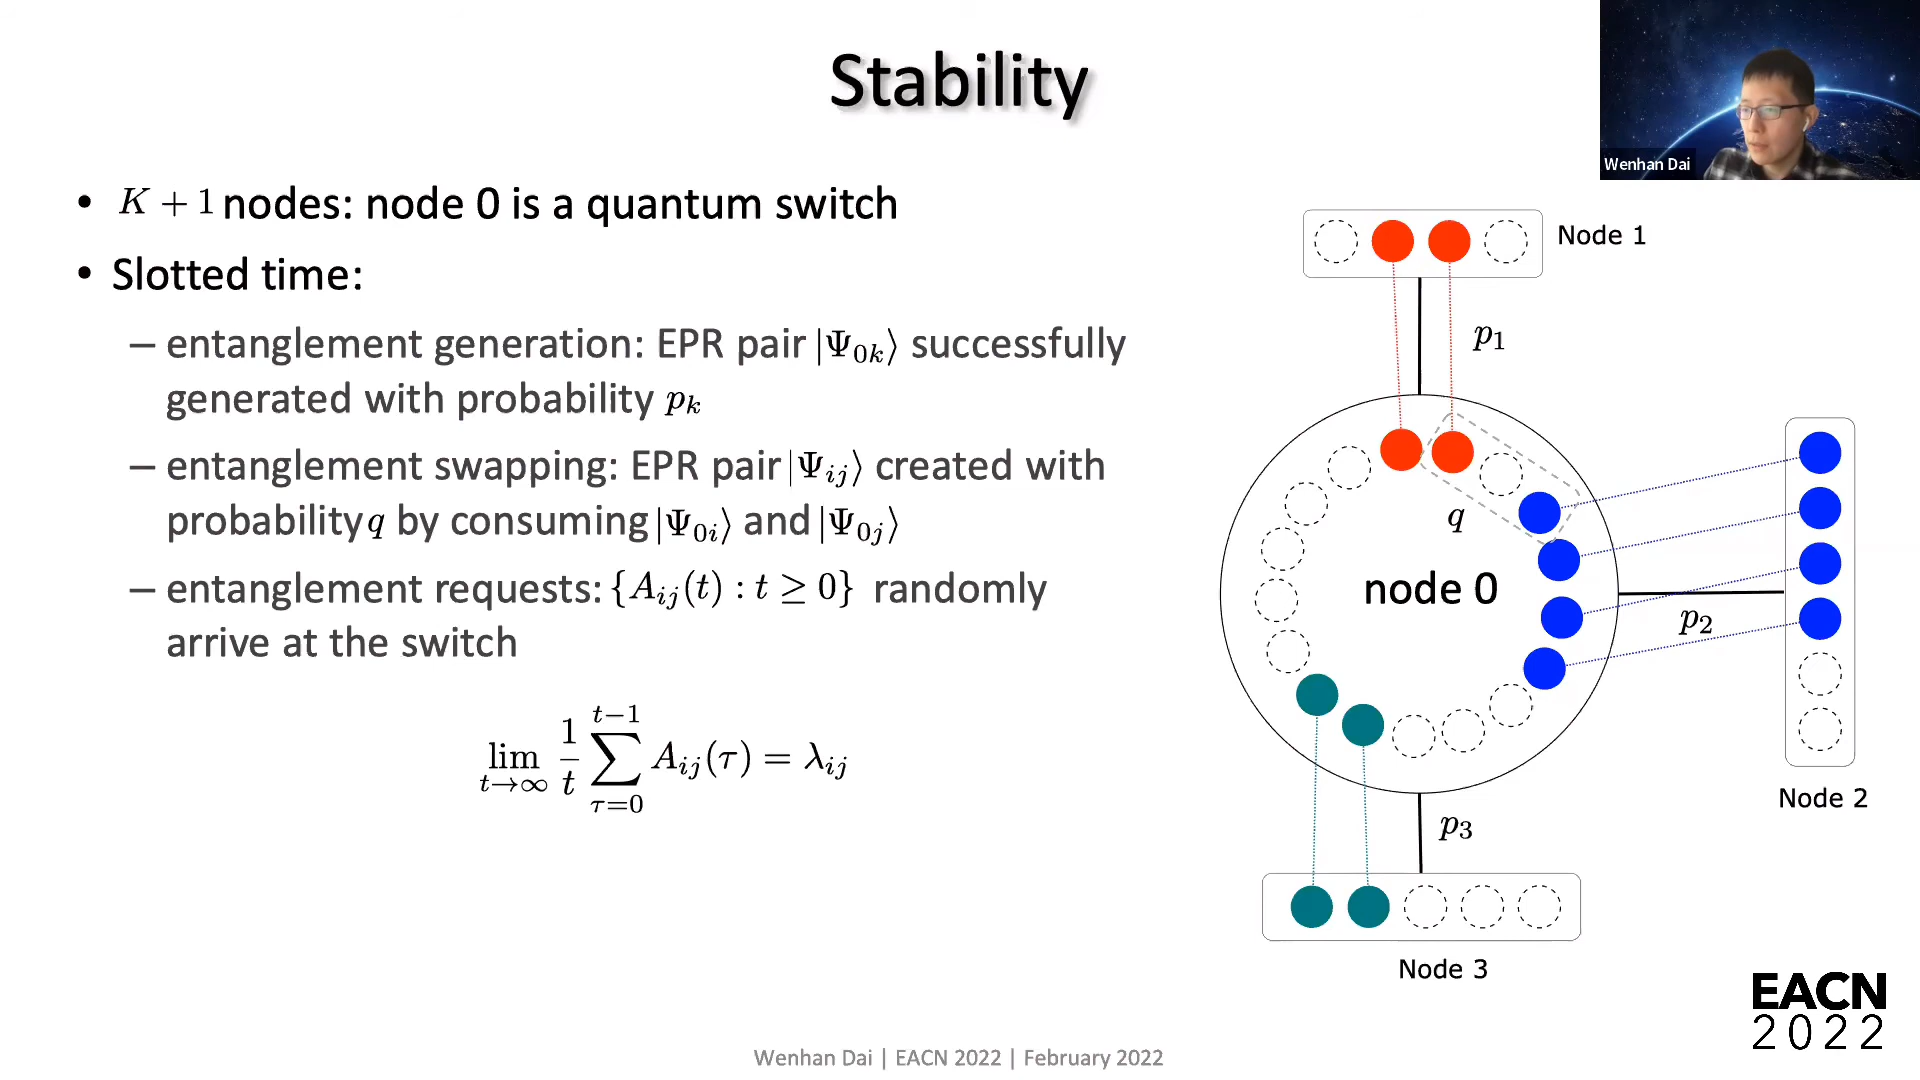 Stability
Wenhan Dai
• K + 1 nodes: node 0 is a quantum switch
• Slotted time:
– entanglement generation: EPR pair |Ψ₀ₖ⟩ successfully
generated with probability pₖ
– entanglement swapping: EPR pair |Ψᵢⱼ⟩ created with
probability q by consuming |Ψ₀ᵢ⟩ and |Ψ₀ⱼ⟩
– entanglement requests: {Aᵢⱼ(t) : t ≥ 0} randomly
arrive at the switch
lim_{t→∞} 1/t ∑_{τ=0}^{t−1} Aᵢⱼ(τ) = λᵢⱼ
Node 1
p₁
q
node 0
p₂
Node 2
p₃
Node 3
EACN
2022
Wenhan Dai | EACN 2022 | February 2022